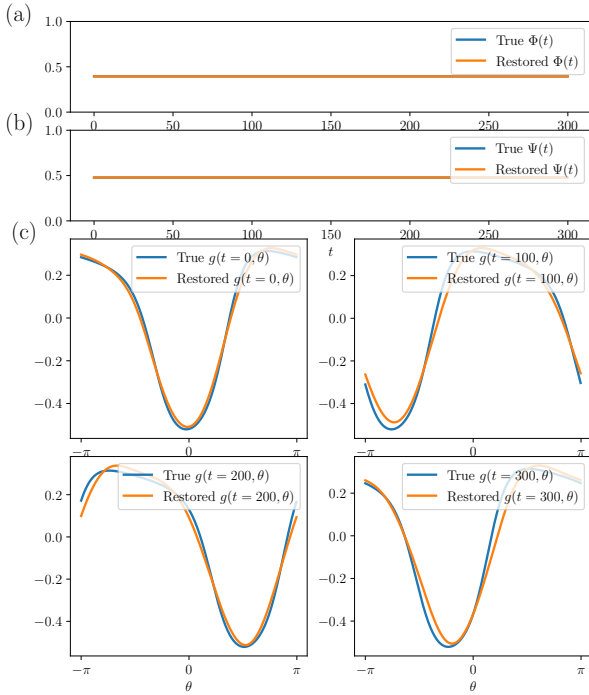 (a)
1.0
0.5
0.0
True Φ(t)
Restored Φ(t)
0 50 100 150 200 250 300
(b)
1.0
0.5
0.0
True Ψ(t)
Restored Ψ(t)
0 50 100 150 200 250 300
t
(c)
0.2
0.0
−0.2
−0.4
True g(t = 0, θ)
Restored g(t = 0, θ)
−π 0 π
0.2
0.0
−0.2
−0.4
True g(t = 100, θ)
Restored g(t = 100, θ)
−π 0 π
0.2
0.0
−0.2
−0.4
True g(t = 200, θ)
Restored g(t = 200, θ)
−π 0 π
θ
0.2
0.0
−0.2
−0.4
True g(t = 300, θ)
Restored g(t = 300, θ)
−π 0 π
θ